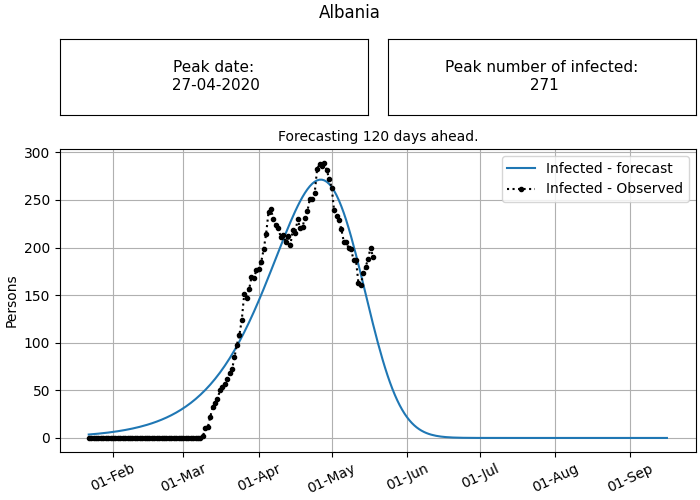 Albania
Peak date:
27-04-2020
Peak number of infected:
271
Forecasting 120 days ahead.
Infected - forecast
Infected - Observed
Persons
300
250
200
150
100
50
0
01-Feb
01-Mar
01-Apr
01-May
01-Jun
01-Jul
01-Aug
01-Sep